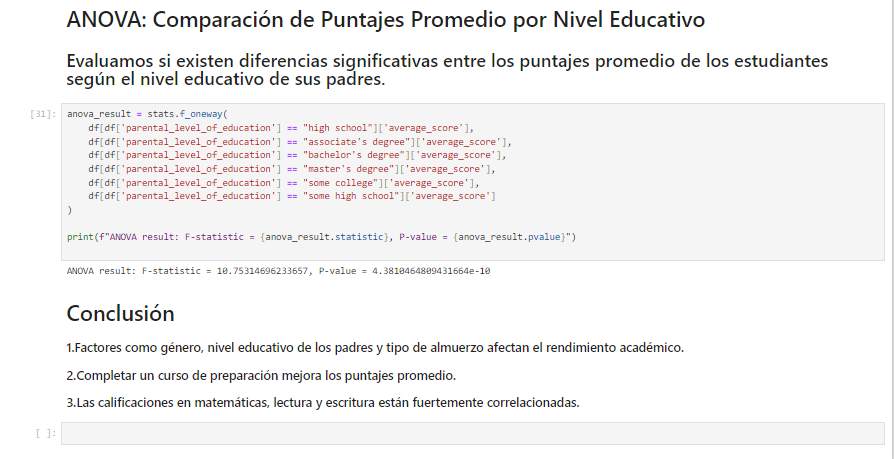 ANOVA: Comparación de Puntajes Promedio por Nivel Educativo
Evaluamos si existen diferencias significativas entre los puntajes promedio de los estudiantes
según el nivel educativo de sus padres.
[31]: anova_result = stats.f_oneway(
    df[df['parental_level_of_education'] == "high school"]['average_score'],
    df[df['parental_level_of_education'] == "associate's degree"]['average_score'],
    df[df['parental_level_of_education'] == "bachelor's degree"]['average_score'],
    df[df['parental_level_of_education'] == "master's degree"]['average_score'],
    df[df['parental_level_of_education'] == "some college"]['average_score'],
    df[df['parental_level_of_education'] == "some high school"]['average_score']
)
print(f"ANOVA result: F-statistic = {anova_result.statistic}, P-value = {anova_result.pvalue}")
ANOVA result: F-statistic = 10.75314696233657, P-value = 4.3810464809431664e-10
Conclusión
1.Factores como género, nivel educativo de los padres y tipo de almuerzo afectan el rendimiento académico.
2.Completar un curso de preparación mejora los puntajes promedio.
3.Las calificaciones en matemáticas, lectura y escritura están fuertemente correlacionadas.
[ ]: